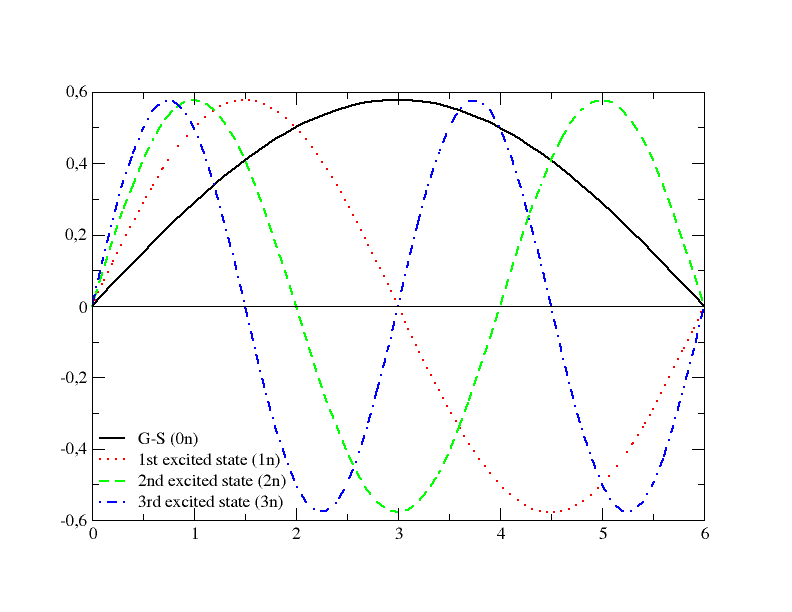 0,6
0,4
0,2
0
-0,2
-0,4
-0,6
G-S (0n)
1st excited state (1n)
2nd excited state (2n)
3rd excited state (3n)
0 1 2 3 4 5 6